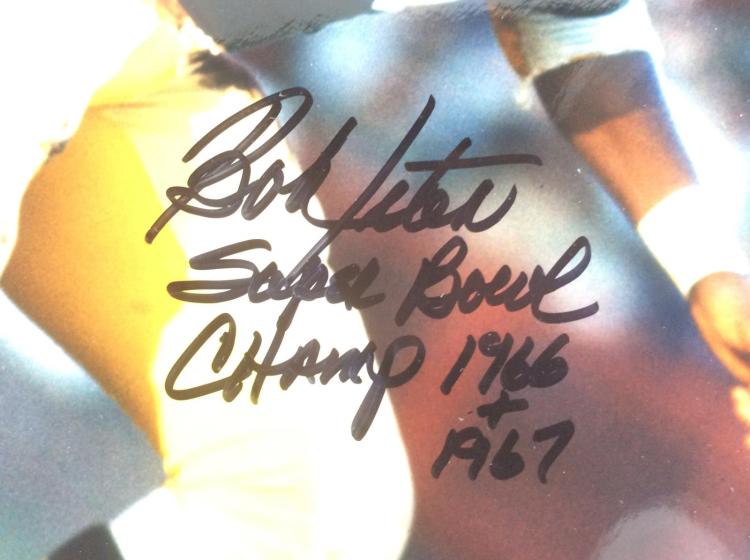 Bob Jeter
Super Bowl
CHAMP 1966
+
1967